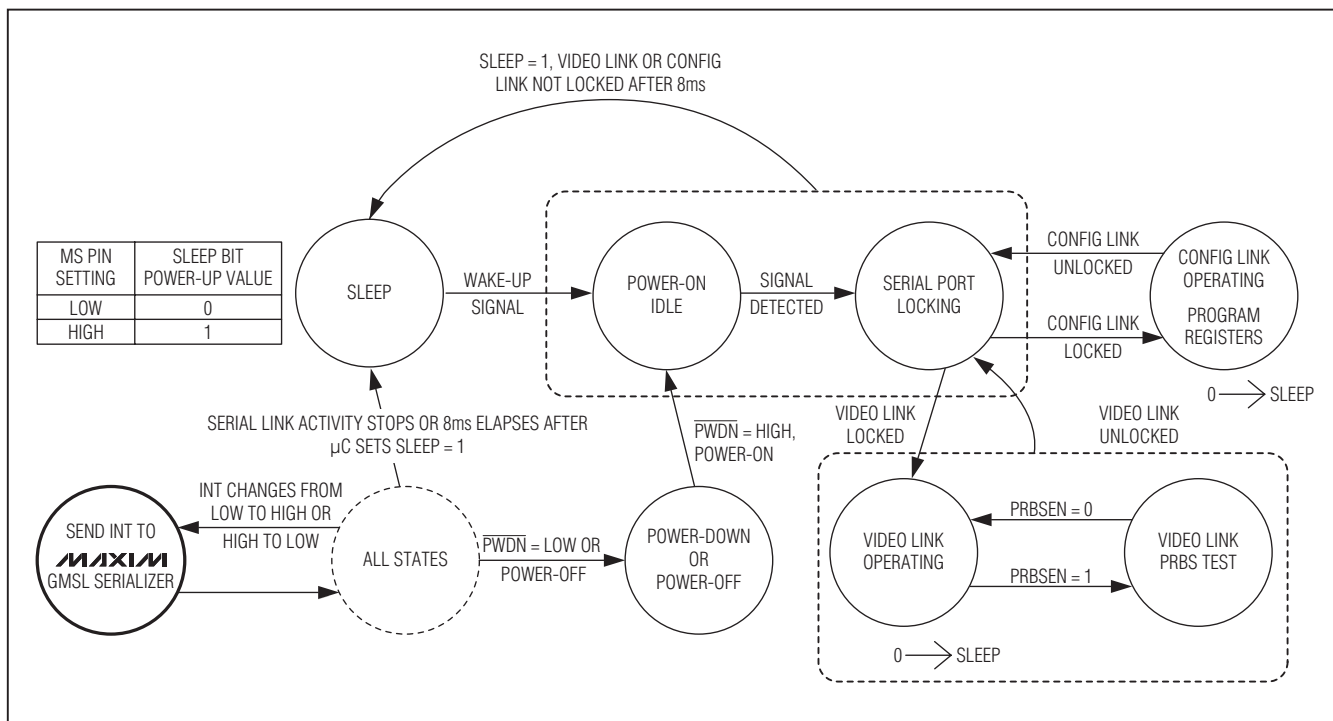 SLEEP = 1, VIDEO LINK OR CONFIG
LINK NOT LOCKED AFTER 8ms
MS PIN
SETTING
SLEEP BIT
POWER-UP VALUE
LOW
0
HIGH
1
SLEEP
WAKE-UP
SIGNAL
POWER-ON
IDLE
SIGNAL
DETECTED
SERIAL PORT
LOCKING
CONFIG LINK
UNLOCKED
CONFIG LINK
LOCKED
CONFIG LINK
OPERATING
PROGRAM
REGISTERS
0 → SLEEP
SERIAL LINK ACTIVITY STOPS OR 8ms ELAPSES AFTER
µC SETS SLEEP = 1
PWDN = HIGH,
POWER-ON
VIDEO LINK
LOCKED
VIDEO LINK
UNLOCKED
SEND INT TO
MAXIM
GMSL SERIALIZER
INT CHANGES FROM
LOW TO HIGH OR
HIGH TO LOW
ALL STATES
PWDN = LOW OR
POWER-OFF
POWER-DOWN
OR
POWER-OFF
VIDEO LINK
OPERATING
PRBSEN = 0
PRBSEN = 1
VIDEO LINK
PRBS TEST
0 → SLEEP